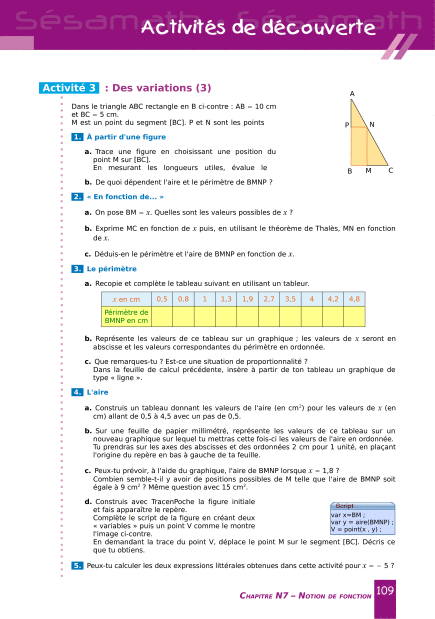 Sésamath Sésamath
Activités de découverte
Activité 3 : Des variations (3)
Dans le triangle ABC rectangle en B ci-contre : AB = 10 cm
et BC = 5 cm.
M est un point du segment [BC]. P et N sont les points
A
P
N
B
M
C
1. À partir d'une figure
a. Trace une figure en choisissant une position du
point M sur [BC].
En mesurant les longueurs utiles, évalue le
b. De quoi dépendent l'aire et le périmètre de BMNP ?
2. « En fonction de... »
a. On pose BM = x. Quelles sont les valeurs possibles de x ?
b. Exprime MC en fonction de x puis, en utilisant le théorème de Thalès, MN en fonction
de x.
c. Déduis-en le périmètre et l'aire de BMNP en fonction de x.
3. Le périmètre
a. Recopie et complète le tableau suivant en utilisant un tableur.
x en cm 0,5 0,8 1 1,3 1,9 2,7 3,5 4 4,2 4,8
Périmètre de
BMNP en cm
b. Représente les valeurs de ce tableau sur un graphique ; les valeurs de x seront en
abscisse et les valeurs correspondantes du périmètre en ordonnée.
c. Que remarques-tu ? Est-ce une situation de proportionnalité ?
Dans la feuille de calcul précédente, insère à partir de ton tableau un graphique de
type « ligne ».
4. L'aire
a. Construis un tableau donnant les valeurs de l'aire (en cm²) pour les valeurs de x (en
cm) allant de 0,5 à 4,5 avec un pas de 0,5.
b. Sur une feuille de papier millimétré, représente les valeurs de ce tableau sur un
nouveau graphique sur lequel tu mettras cette fois-ci les valeurs de l'aire en ordonnée.
Tu prendras sur les axes des abscisses et des ordonnées 2 cm pour 1 unité, en plaçant
l'origine du repère en bas à gauche de ta feuille.
c. Peux-tu prévoir, à l'aide du graphique, l'aire de BMNP lorsque x = 1,8 ?
Combien semble-t-il y avoir de positions possibles de M telle que l'aire de BMNP soit
égale à 9 cm² ? Même question avec 15 cm².
d. Construis avec TracenPoche la figure initiale
et fais apparaître le repère.
Complète le script de la figure en créant deux
« variables » puis un point V comme le montre
l'image ci-contre.
En demandant la trace du point V, déplace le point M sur le segment [BC]. Décris ce
que tu obtiens.
Script
var x=BM ;
var y = aire(BMNP) ;
V = point(x , y) ;
5. Peux-tu calculer les deux expressions littérales obtenues dans cette activité pour x = − 5 ?
CHAPITRE N7 – NOTION DE FONCTION 109